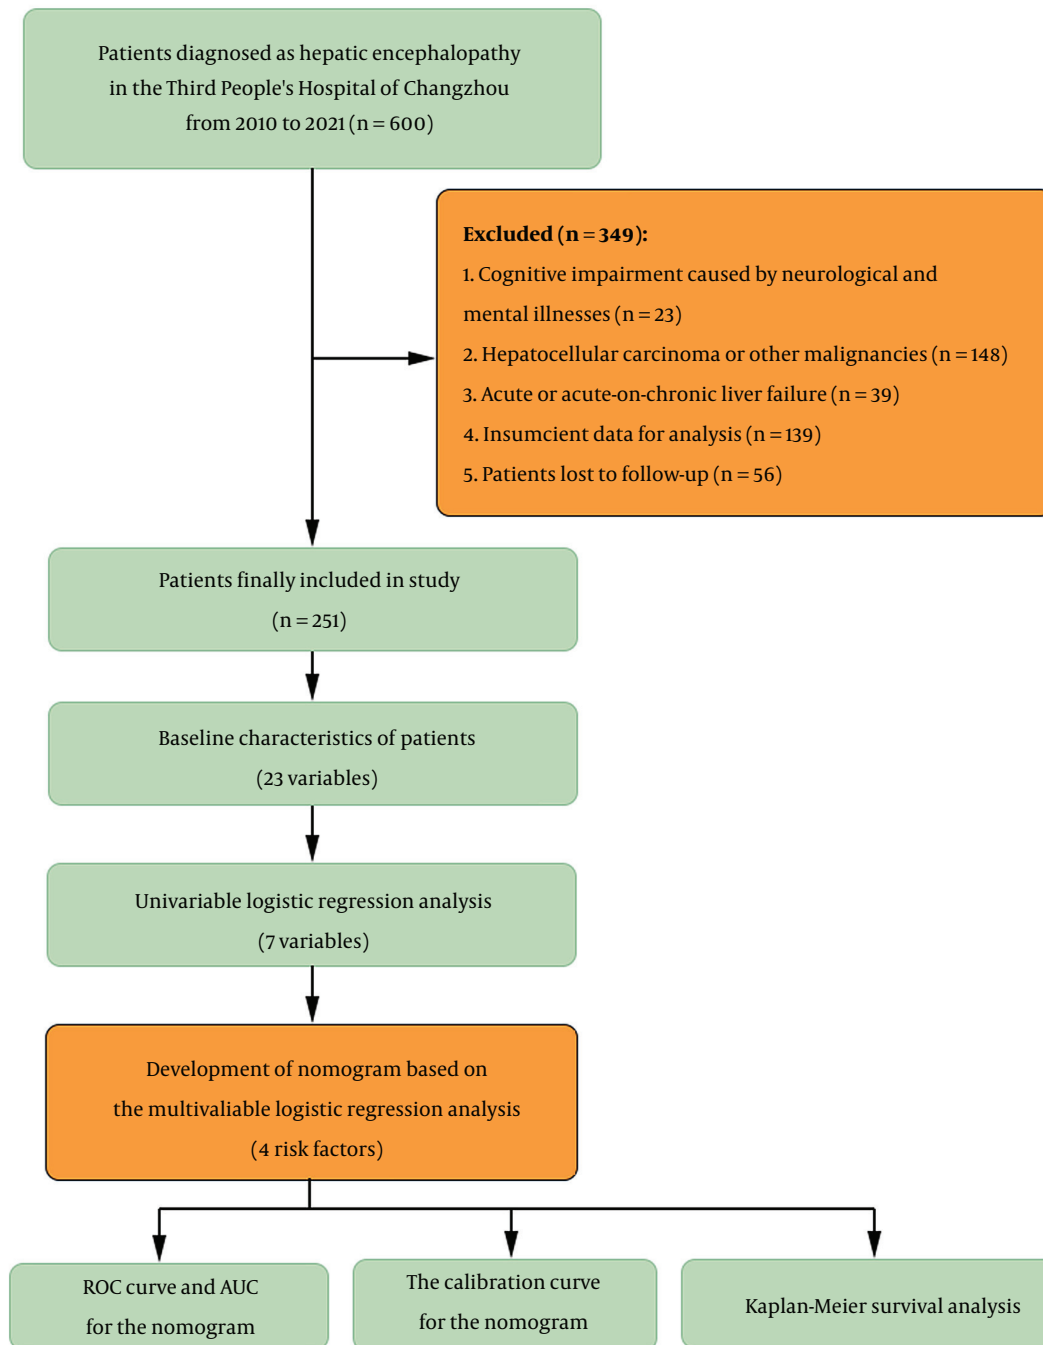 Patients diagnosed as hepatic encephalopathy
in the Third People's Hospital of Changzhou
from 2010 to 2021 (n = 600)
Excluded (n = 349):
1. Cognitive impairment caused by neurological and
mental illnesses (n = 23)
2. Hepatocellular carcinoma or other malignancies (n = 148)
3. Acute or acute-on-chronic liver failure (n = 39)
4. Insumcient data for analysis (n = 139)
5. Patients lost to follow-up (n = 56)
Patients finally included in study
(n = 251)
Baseline characteristics of patients
(23 variables)
Univariable logistic regression analysis
(7 variables)
Development of nomogram based on
the multivaliable logistic regression analysis
(4 risk factors)
ROC curve and AUC
for the nomogram
The calibration curve
for the nomogram
Kaplan-Meier survival analysis